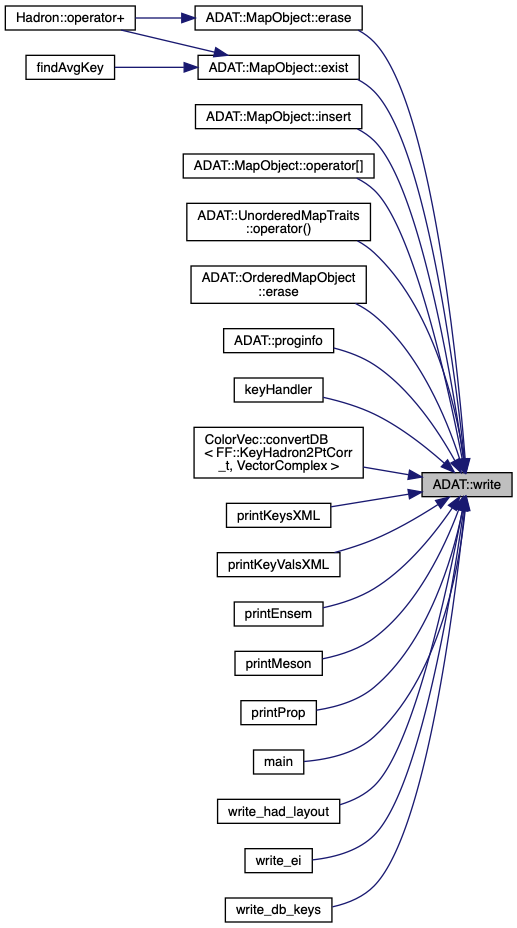 Hadron::operator+
ADAT::MapObject::erase
findAvgKey
ADAT::MapObject::exist
ADAT::MapObject::insert
ADAT::MapObject::operator[]
ADAT::UnorderedMapTraits
::operator()
ADAT::OrderedMapObject
::erase
ADAT::proginfo
keyHandler
ColorVec::convertDB
< FF::KeyHadron2PtCorr
_t, VectorComplex >
ADAT::write
printKeysXML
printKeyValsXML
printEnsem
printMeson
printProp
main
write_had_layout
write_ei
write_db_keys